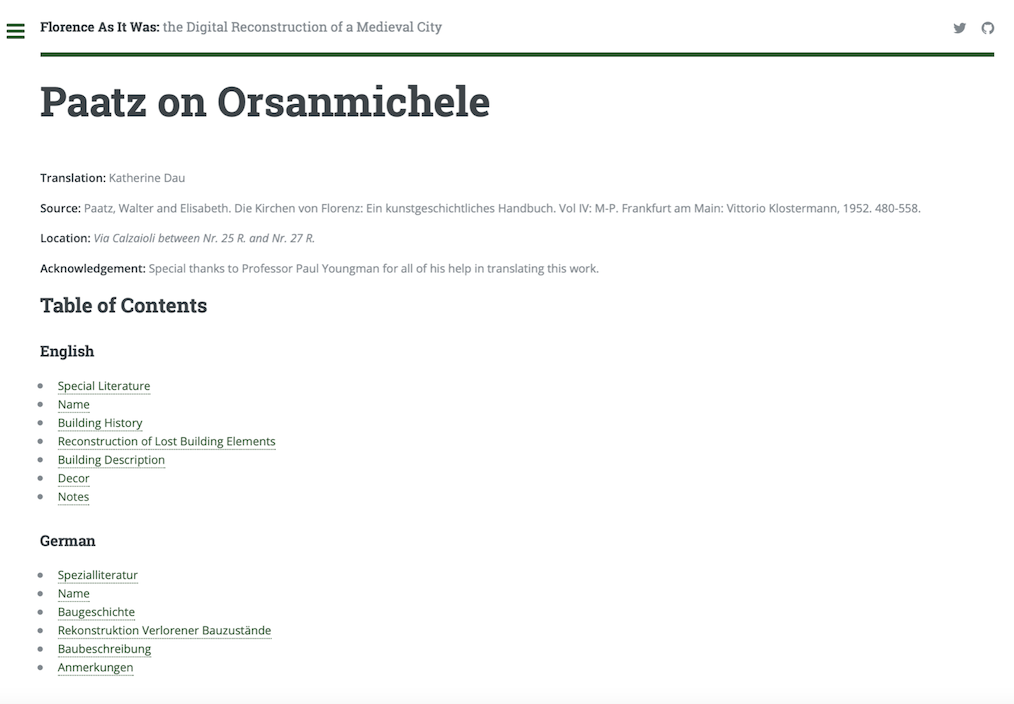 Florence As It Was: the Digital Reconstruction of a Medieval City
Paatz on Orsanmichele
Translation: Katherine Dau
Source: Paatz, Walter and Elisabeth. Die Kirchen von Florenz: Ein kunstgeschichtliches Handbuch. Vol IV: M-P. Frankfurt am Main: Vittorio Klostermann, 1952. 480-558.
Location: Via Calzaioli between Nr. 25 R. and Nr. 27 R.
Acknowledgement: Special thanks to Professor Paul Youngman for all of his help in translating this work.
Table of Contents
English
Special Literature
Name
Building History
Reconstruction of Lost Building Elements
Building Description
Decor
Notes
German
Spezialliteratur
Name
Baugeschichte
Rekonstruktion Verlorener Bauzustände
Baubeschreibung
Anmerkungen